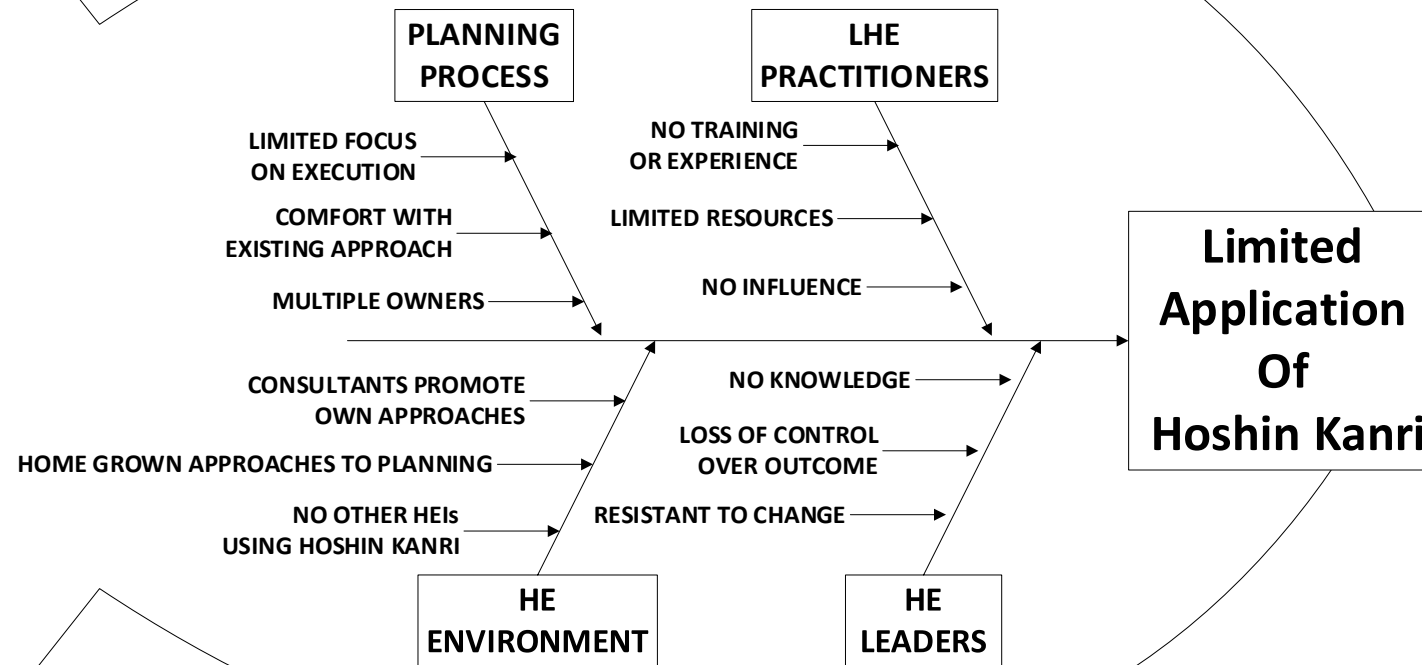 PLANNING
PROCESS
LHE
PRACTITIONERS
LIMITED FOCUS
ON EXECUTION
COMFORT WITH
EXISTING APPROACH
MULTIPLE OWNERS
NO TRAINING
OR EXPERIENCE
LIMITED RESOURCES
NO INFLUENCE
Limited
Application
Of
Hoshin Kanri
CONSULTANTS PROMOTE
OWN APPROACHES
HOME GROWN APPROACHES TO PLANNING
NO OTHER HEIs
USING HOSHIN KANRI
NO KNOWLEDGE
LOSS OF CONTROL
OVER OUTCOME
RESISTANT TO CHANGE
HE
ENVIRONMENT
HE
LEADERS